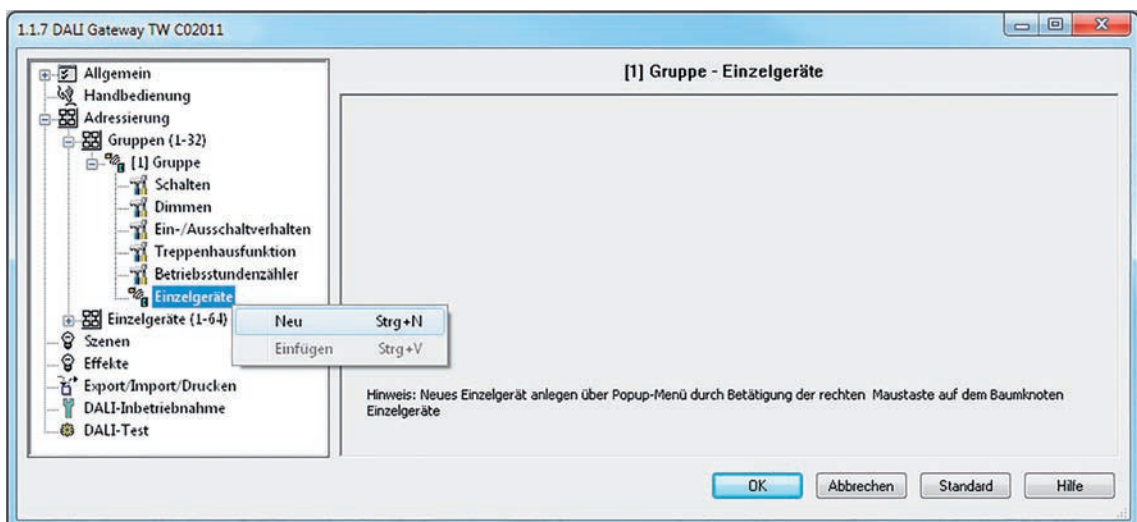 1.1.7 DALI Gateway TW C02011
Allgemein
Handbedienung
Adressierung
Gruppen (1-32)
[1] Gruppe
Schalten
Dimmen
Ein-/Ausschaltverhalten
Treppenhausfunktion
Betriebsstundenzähler
Einzelgeräte
Einzelgeräte (1-64)
Szenen
Effekte
Export/Import/Drucken
DALI-Inbetriebnahme
DALI-Test
Neu Strg+N
Einfügen Strg+V
[1] Gruppe - Einzelgeräte
Hinweis: Neues Einzelgerät anlegen über Popup-Menü durch Betätigung der rechten Maustaste auf dem Baumknoten
Einzelgeräte
OK Abbrechen Standard Hilfe